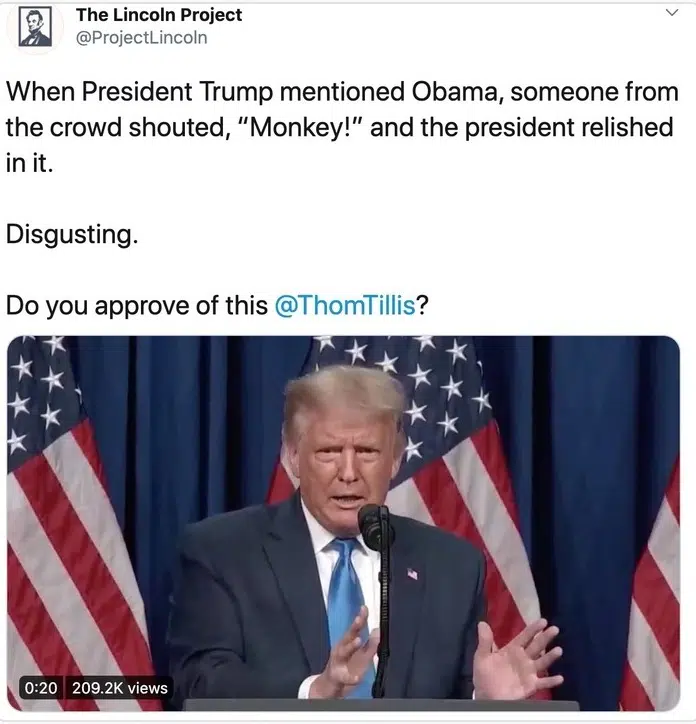 The Lincoln Project
@ProjectLincoln
When President Trump mentioned Obama, someone from
the crowd shouted, “Monkey!” and the president relished
in it.
Disgusting.
Do you approve of this @ThomTillis?
0:20 209.2K views